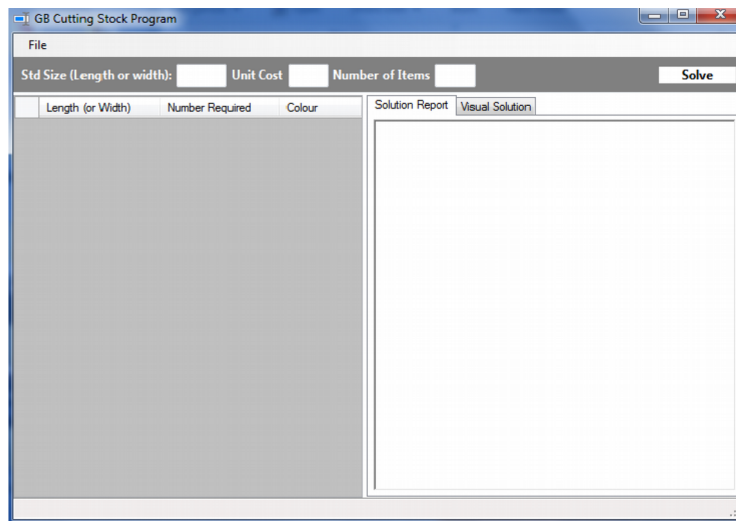 GB Cutting Stock Program
File
Std Size (Length or width): Unit Cost Number of Items Solve
Length (or Width) Number Required Colour
Solution Report Visual Solution